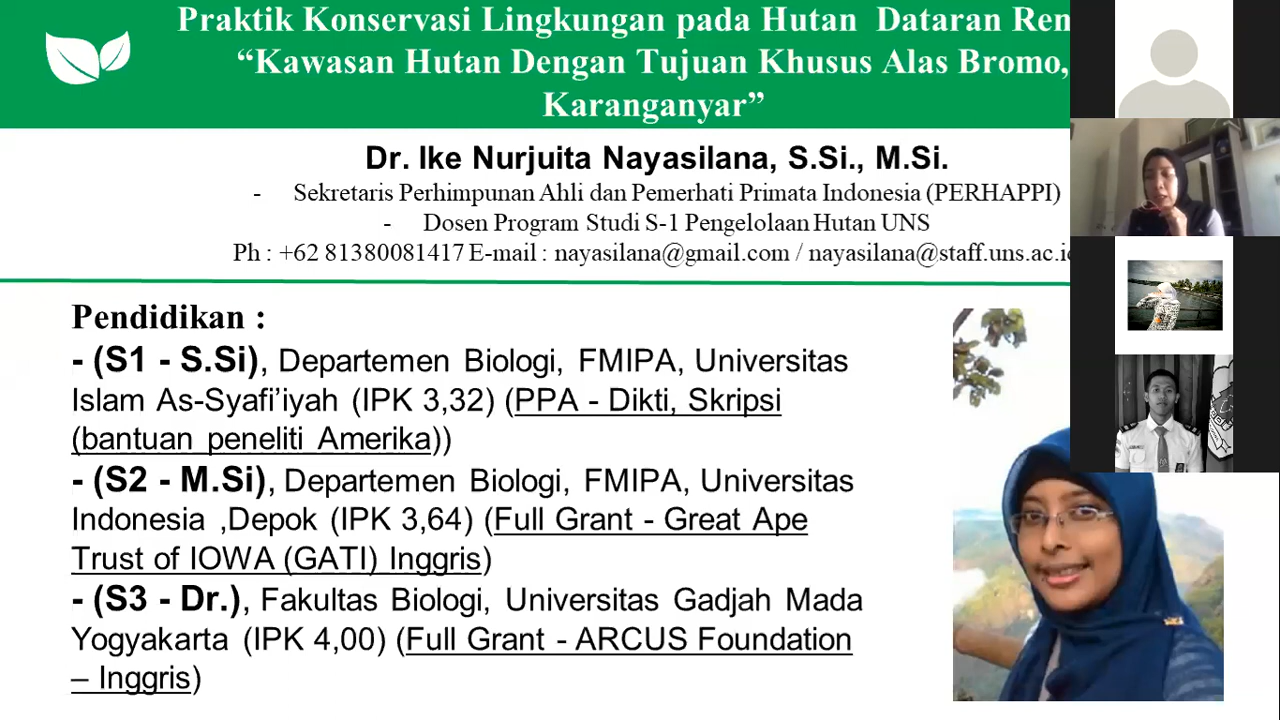 Praktik Konservasi Lingkungan pada Hutan Dataran Ren
“Kawasan Hutan Dengan Tujuan Khusus Alas Bromo,
Karanganyar”
Dr. Ike Nurjuita Nayasilana, S.Si., M.Si.
- Sekretaris Perhimpunan Ahli dan Pemerhati Primata Indonesia (PERHAPPI)
- Dosen Program Studi S-1 Pengelolaan Hutan UNS
Ph : +62 81380081417 E-mail : nayasilana@gmail.com / nayasilana@staff.uns.ac.id
Pendidikan :
- (S1 - S.Si), Departemen Biologi, FMIPA, Universitas
Islam As-Syafi’iyah (IPK 3,32) (PPA - Dikti, Skripsi
(bantuan peneliti Amerika))
- (S2 - M.Si), Departemen Biologi, FMIPA, Universitas
Indonesia ,Depok (IPK 3,64) (Full Grant - Great Ape
Trust of IOWA (GATI) Inggris)
- (S3 - Dr.), Fakultas Biologi, Universitas Gadjah Mada
Yogyakarta (IPK 4,00) (Full Grant - ARCUS Foundation
– Inggris)